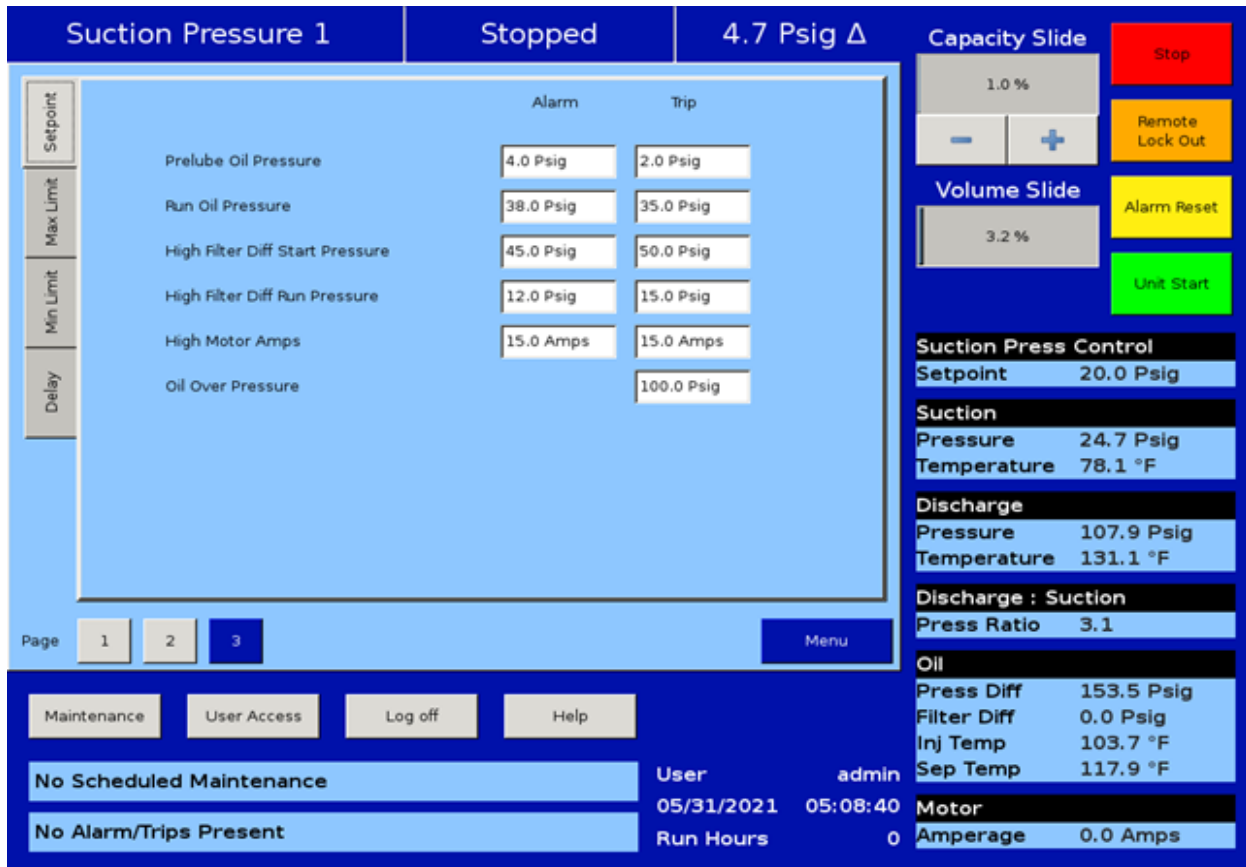 Suction Pressure 1 Stopped 4.7 Psig Δ
Setpoint
Max Limit
Min Limit
Delay
Alarm Trip
Prelube Oil Pressure 4.0 Psig 2.0 Psig
Run Oil Pressure 38.0 Psig 35.0 Psig
High Filter Diff Start Pressure 45.0 Psig 50.0 Psig
High Filter Diff Run Pressure 12.0 Psig 15.0 Psig
High Motor Amps 15.0 Amps 15.0 Amps
Oil Over Pressure 100.0 Psig
Page 1 2 3 Menu
Maintenance User Access Log off Help
No Scheduled Maintenance
No Alarm/Trips Present
User admin
05/31/2021 05:08:40
Run Hours 0
Capacity Slide
1.0 %
Volume Slide
3.2 %
Stop
Remote
Lock Out
Alarm Reset
Unit Start
Suction Press Control
Setpoint 20.0 Psig
Suction
Pressure 24.7 Psig
Temperature 78.1 °F
Discharge
Pressure 107.9 Psig
Temperature 131.1 °F
Discharge : Suction
Press Ratio 3.1
Oil
Press Diff 153.5 Psig
Filter Diff 0.0 Psig
Inj Temp 103.7 °F
Sep Temp 117.9 °F
Motor
Amperage 0.0 Amps